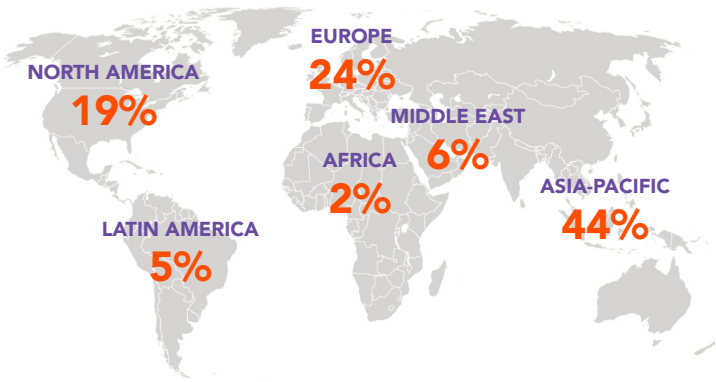 EUROPE
24%
NORTH AMERICA
19%
MIDDLE EAST
6%
AFRICA
2%
ASIA-PACIFIC
44%
LATIN AMERICA
5%